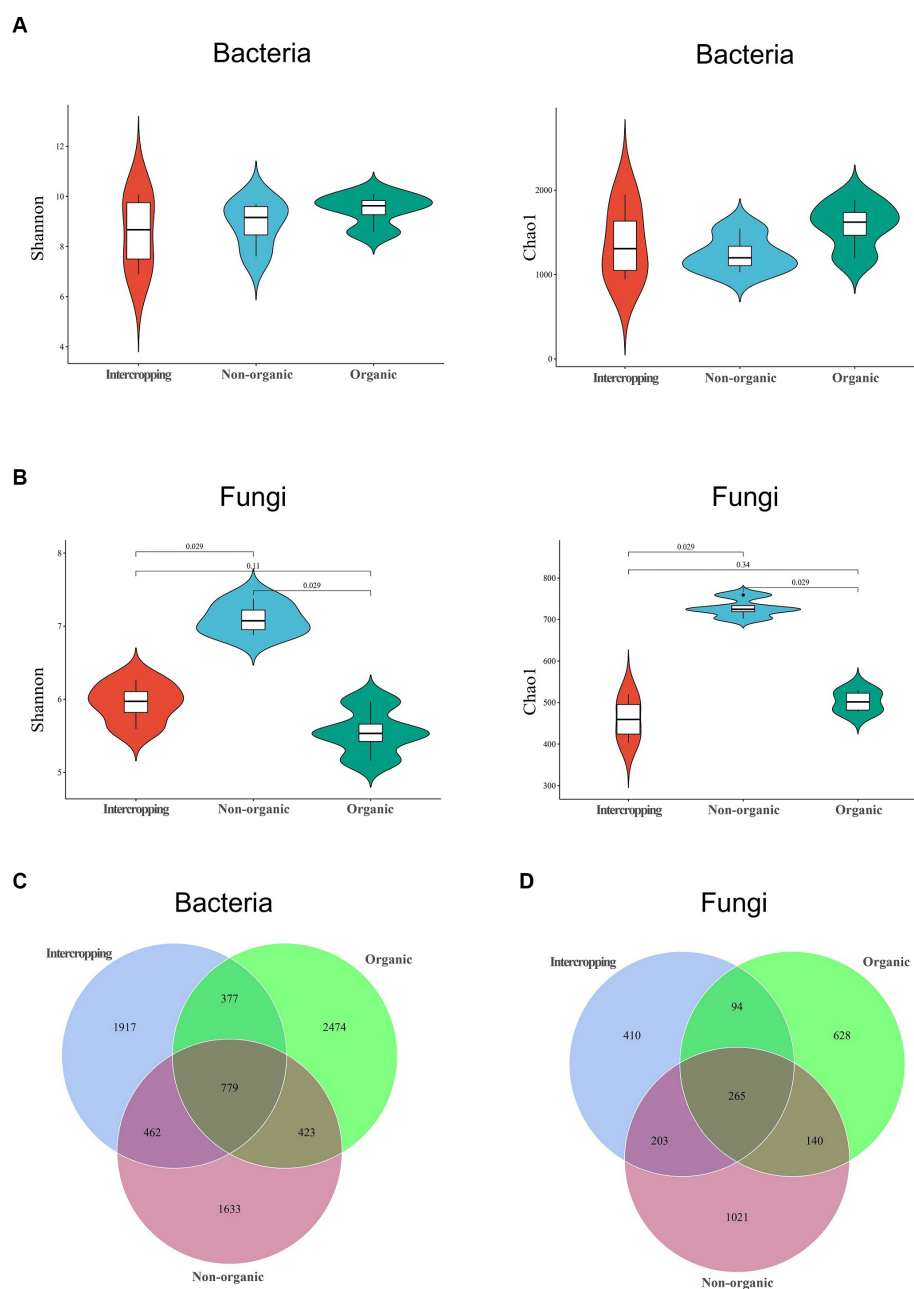 A
Bacteria
Bacteria
Shannon
12
10
8
6
4
Intercropping
Non-organic
Organic
Chao1
2000
1000
0
Intercropping
Non-organic
Organic
B
Fungi
Fungi
Shannon
8
7
6
5
0.029
0.11
0.029
Intercropping
Non-organic
Organic
Chao1
800
700
600
500
400
300
0.029
0.34
0.029
Intercropping
Non-organic
Organic
C
Bacteria
Intercropping
Organic
377
1917
2474
779
462
423
1633
Non-organic
D
Fungi
Intercropping
Organic
94
410
628
265
203
140
1021
Non-organic